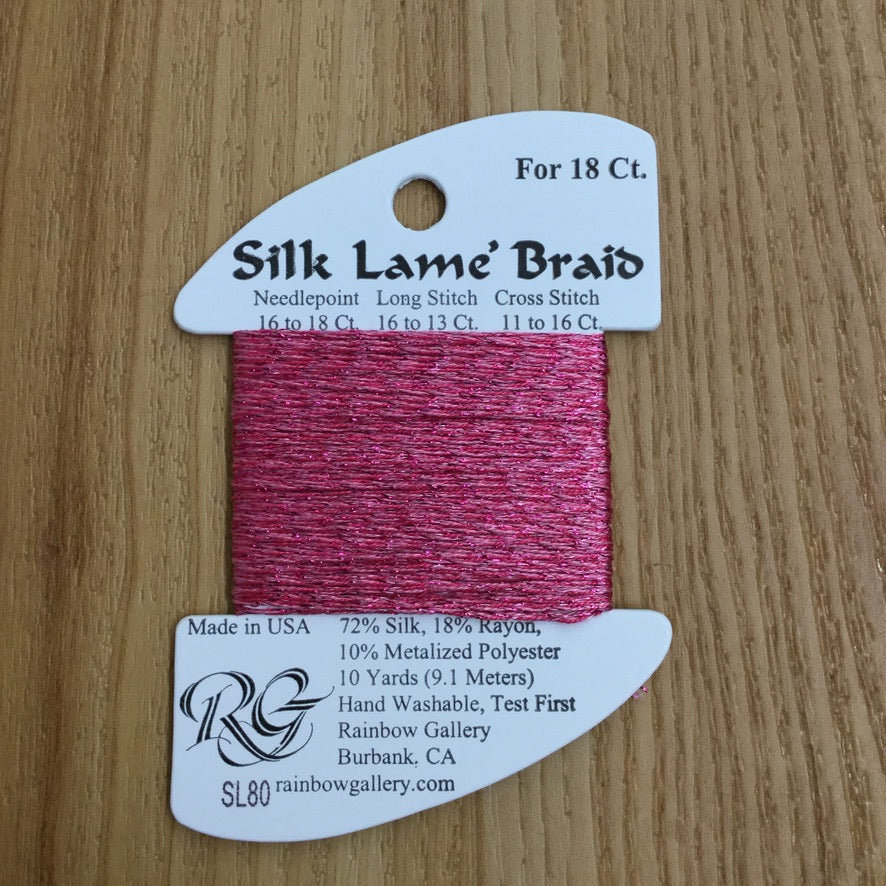 For 18 Ct.
Silk Lame' Braid
Needlepoint Long Stitch Cross Stitch
16 to 18 Ct. 16 to 13 Ct. 11 to 16 Ct.
Made in USA 72% Silk, 18% Rayon,
10% Metalized Polyester
10 Yards (9.1 Meters)
RG
Hand Washable, Test First
Rainbow Gallery
Burbank, CA
SL80 rainbowgallery.com